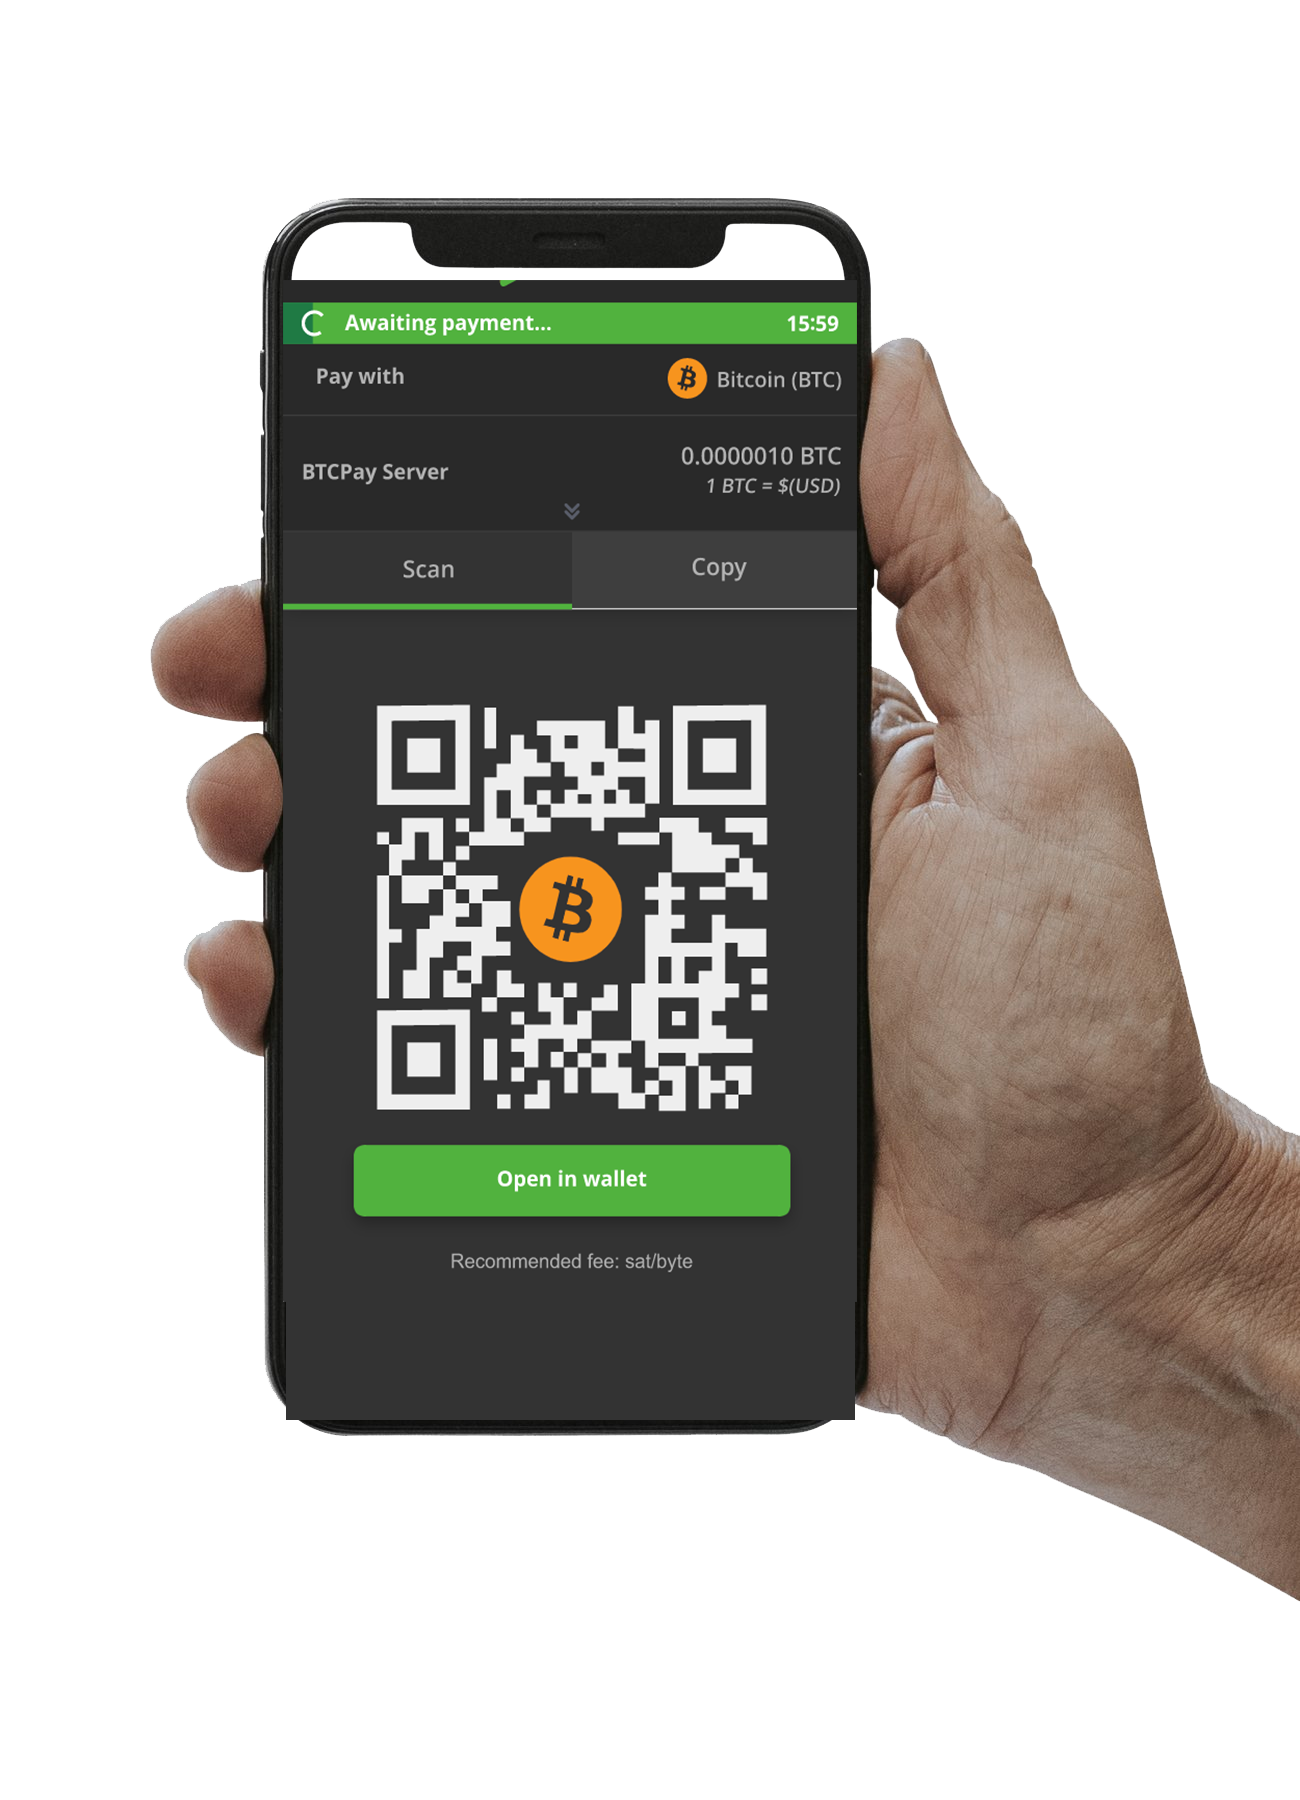 Awaiting payment... 15:59
Pay with Bitcoin (BTC)
0.0000010 BTC
BTCPay Server
1 BTC = $(USD)
Scan Copy
Open in wallet
Recommended fee: sat/byte